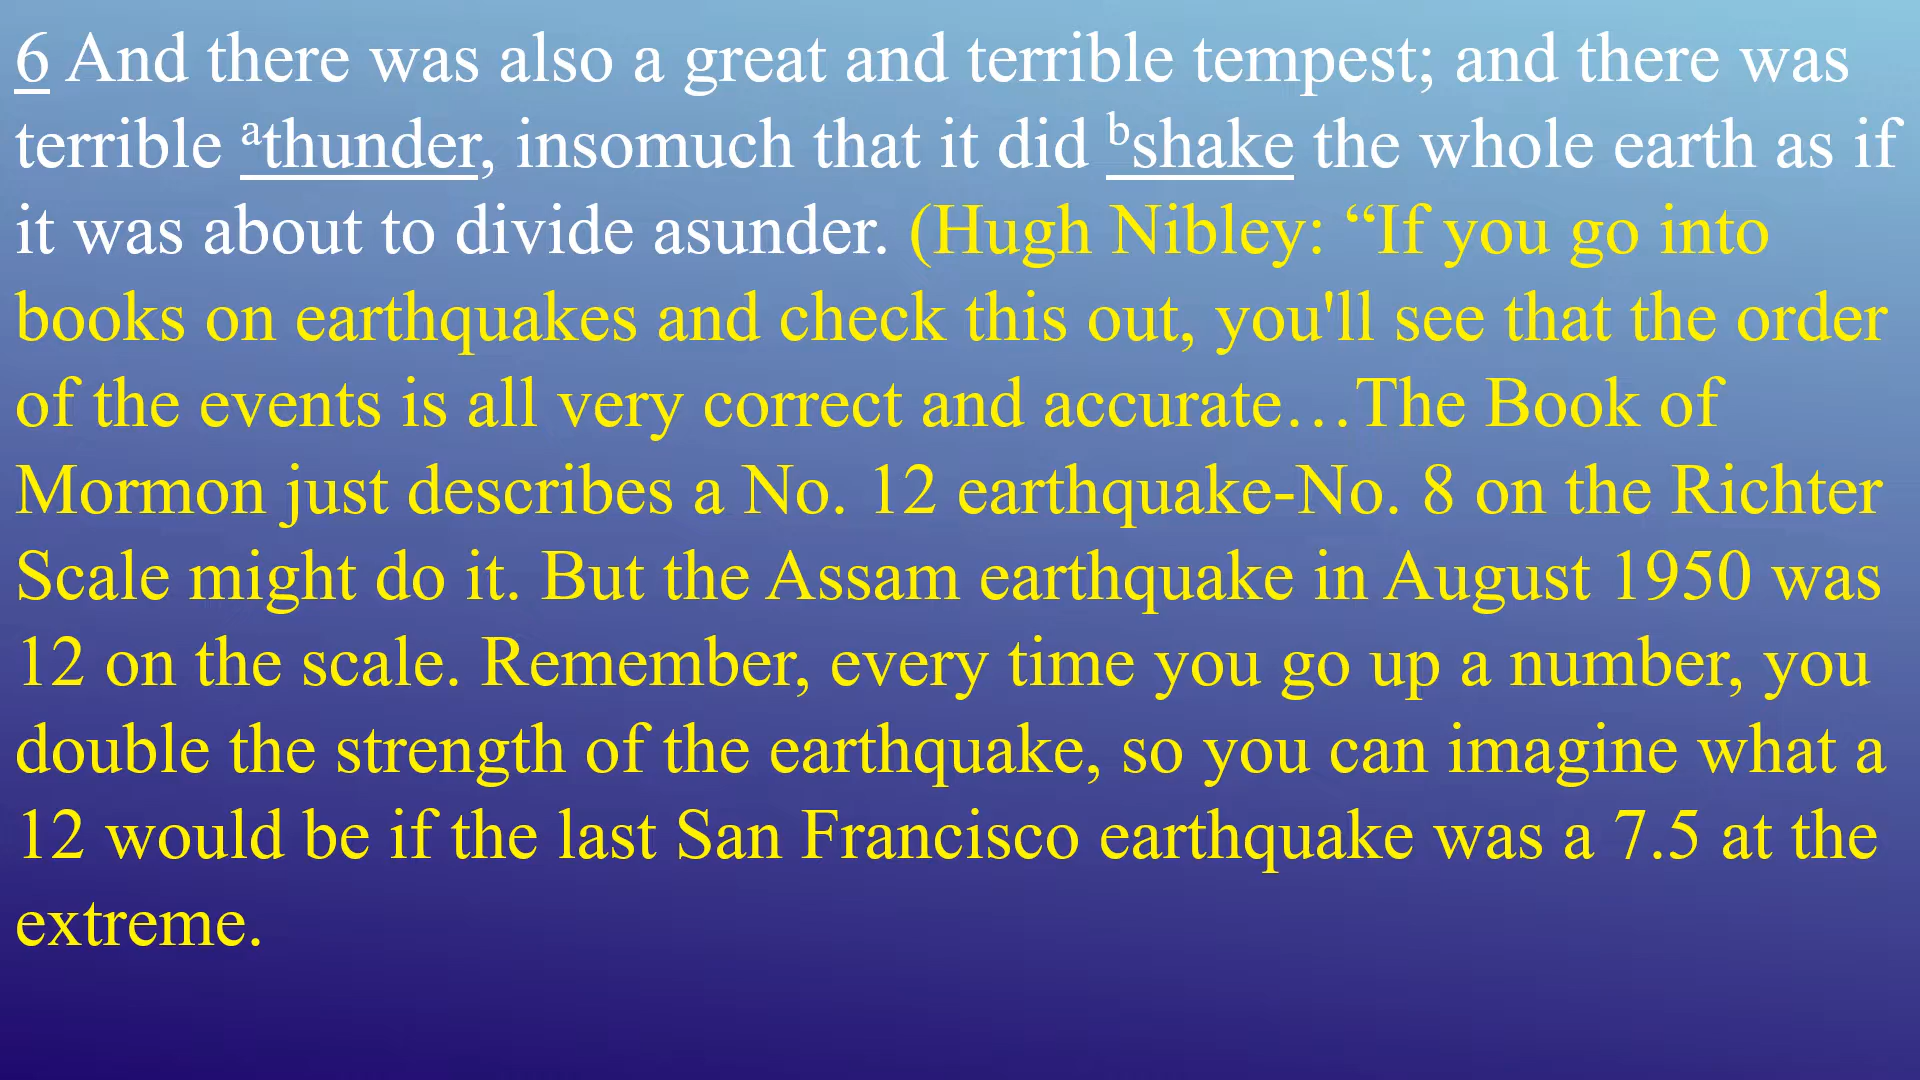 6 And there was also a great and terrible tempest; and there was
terrible ᵃthunder, insomuch that it did ᵇshake the whole earth as if
it was about to divide asunder. (Hugh Nibley: “If you go into
books on earthquakes and check this out, you'll see that the order
of the events is all very correct and accurate…The Book of
Mormon just describes a No. 12 earthquake-No. 8 on the Richter
Scale might do it. But the Assam earthquake in August 1950 was
12 on the scale. Remember, every time you go up a number, you
double the strength of the earthquake, so you can imagine what a
12 would be if the last San Francisco earthquake was a 7.5 at the
extreme.